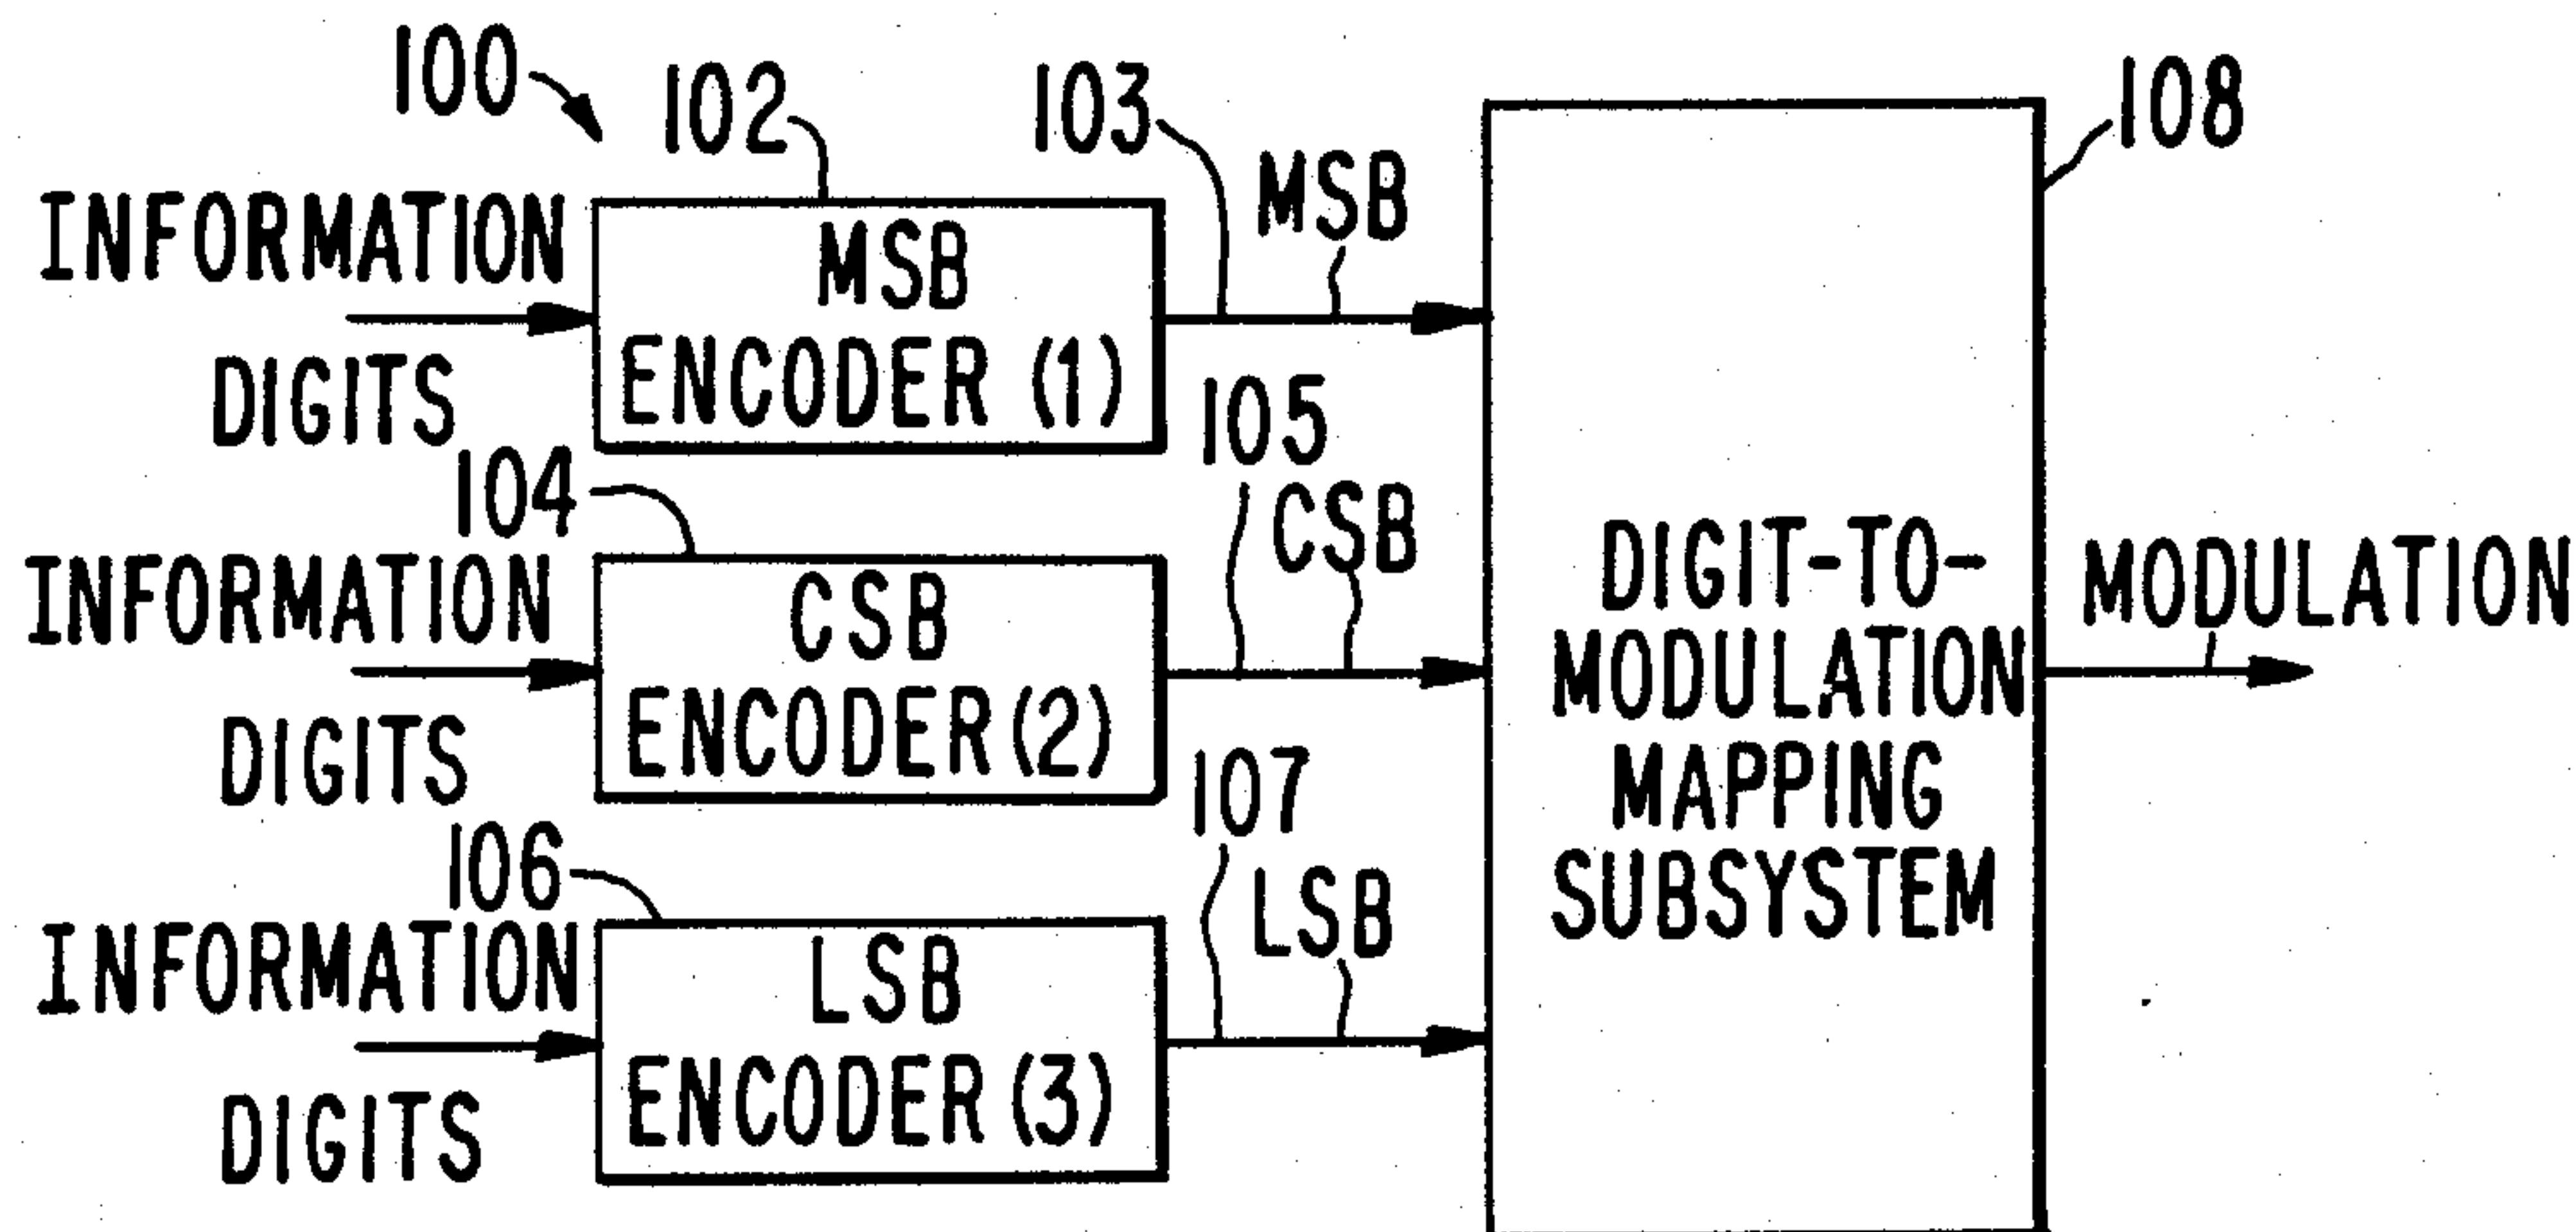 100
102
103
108
INFORMATION
DIGITS
MSB
ENCODER (1)
MSB
104
105
INFORMATION
DIGITS
CSB
ENCODER (2)
CSB
106
107
INFORMATION
DIGITS
LSB
ENCODER (3)
LSB
DIGIT-TO-
MODULATION
MAPPING
SUBSYSTEM
MODULATION